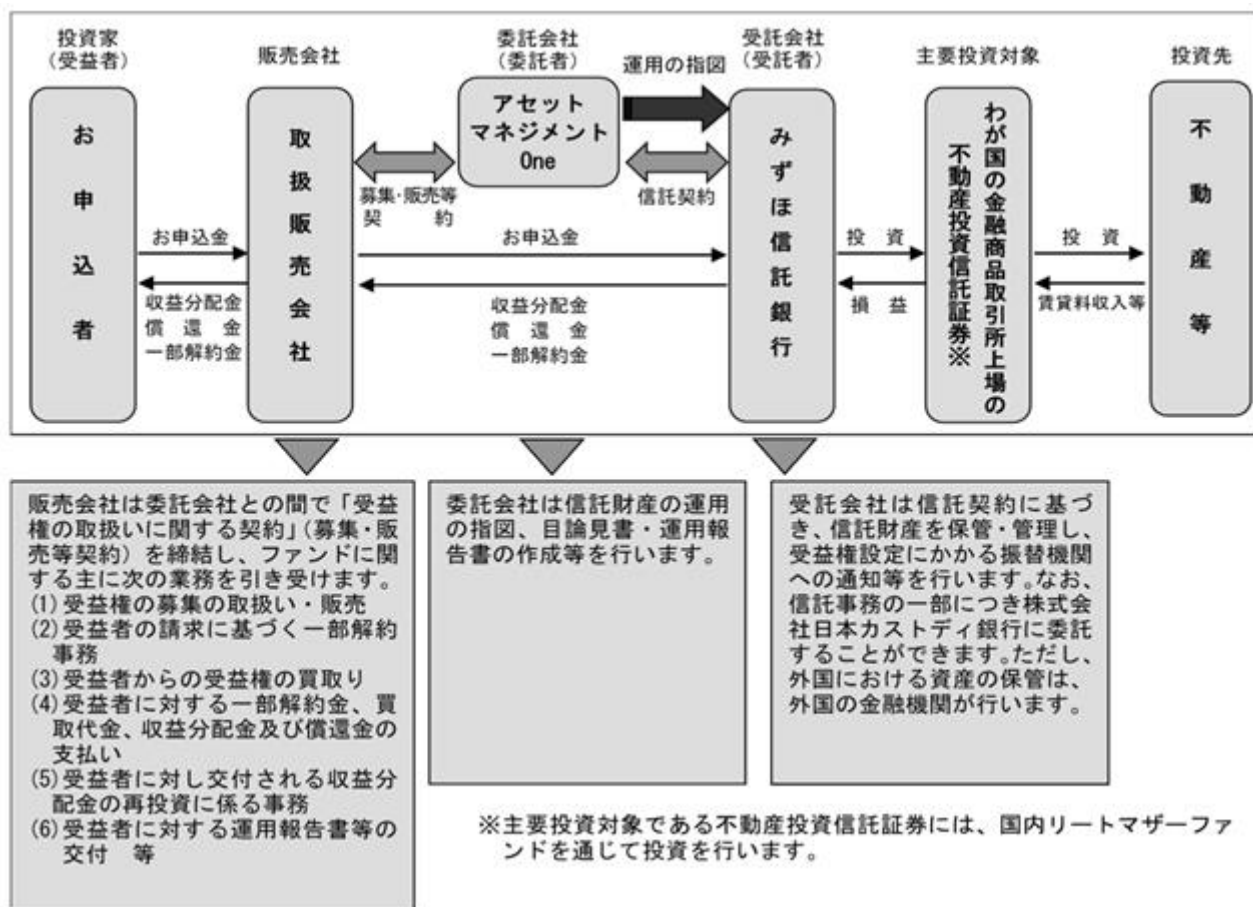 投資家
(受益者)
販売会社
委託会社
(委託者)
運用の指図
受託会社
(受託者)
主要投資対象
投資先
お申込者
取扱販売会社
アセット
マネジメント
One
みずほ信託銀行
わが国の金融商品取引所上場の
不動産投資信託証券※
不動産等
募集・販売等
契 約
信託契約
お申込金
収益分配金
償 還 金
一部解約金
お申込金
収益分配金
償 還 金
一部解約金
投 資
損 益
投 資
賃貸料収入等
販売会社は委託会社との間で「受益
権の取扱いに関する契約」(募集・販
売等契約)を締結し、ファンドに関
する主に次の業務を引き受けます。
(1)受益権の募集の取扱い・販売
(2)受益者の請求に基づく一部解約
事務
(3)受益者からの受益権の買取り
(4)受益者に対する一部解約金、買
取代金、収益分配金及び償還金の
支払い
(5)受益者に対し交付される収益分
配金の再投資に係る事務
(6)受益者に対する運用報告書等の
交付 等
委託会社は信託財産の運用
の指図、目論見書・運用報
告書の作成等を行います。
受託会社は信託契約に基づ
き、信託財産を保管・管理し、
受益権設定にかかる振替機関
への通知等を行います。なお、
信託事務の一部につき株式会
社日本カストディ銀行に委託
することができます。ただし、
外国における資産の保管は、
外国の金融機関が行います。
※主要投資対象である不動産投資信託証券には、国内リートマザーファ
ンドを通じて投資を行います。